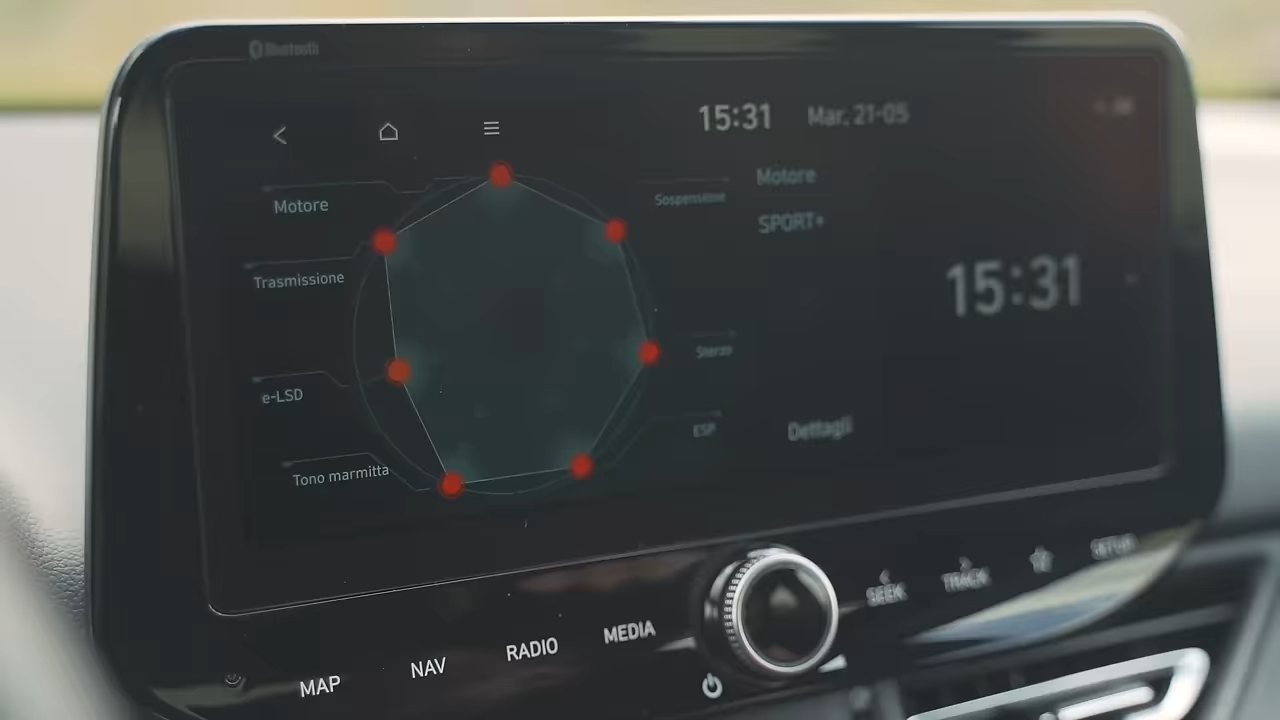 Bluetooth
15:31 Mar, 21-05
Motore
Sospensione
Motore
SPORT+
Trasmissione
15:31
Sterzo
e-LSD
ESP
Dettagli
Tono marmitta
MAP
NAV
RADIO
MEDIA
SEEK
TRACK
SETUP